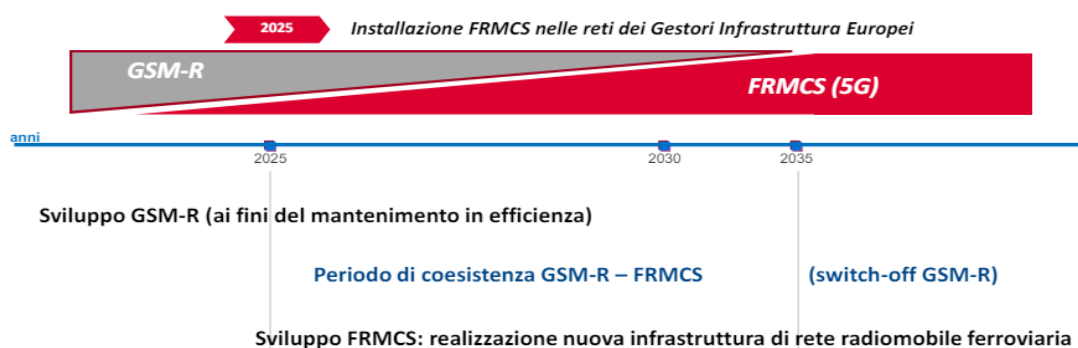 2025 Installazione FRMCS nelle reti dei Gestori Infrastruttura Europei
GSM-R
FRMCS (5G)
anni
2025 2030 2035
Sviluppo GSM-R (ai fini del mantenimento in efficienza)
Periodo di coesistenza GSM-R – FRMCS (switch-off GSM-R)
Sviluppo FRMCS: realizzazione nuova infrastruttura di rete radiomobile ferroviaria